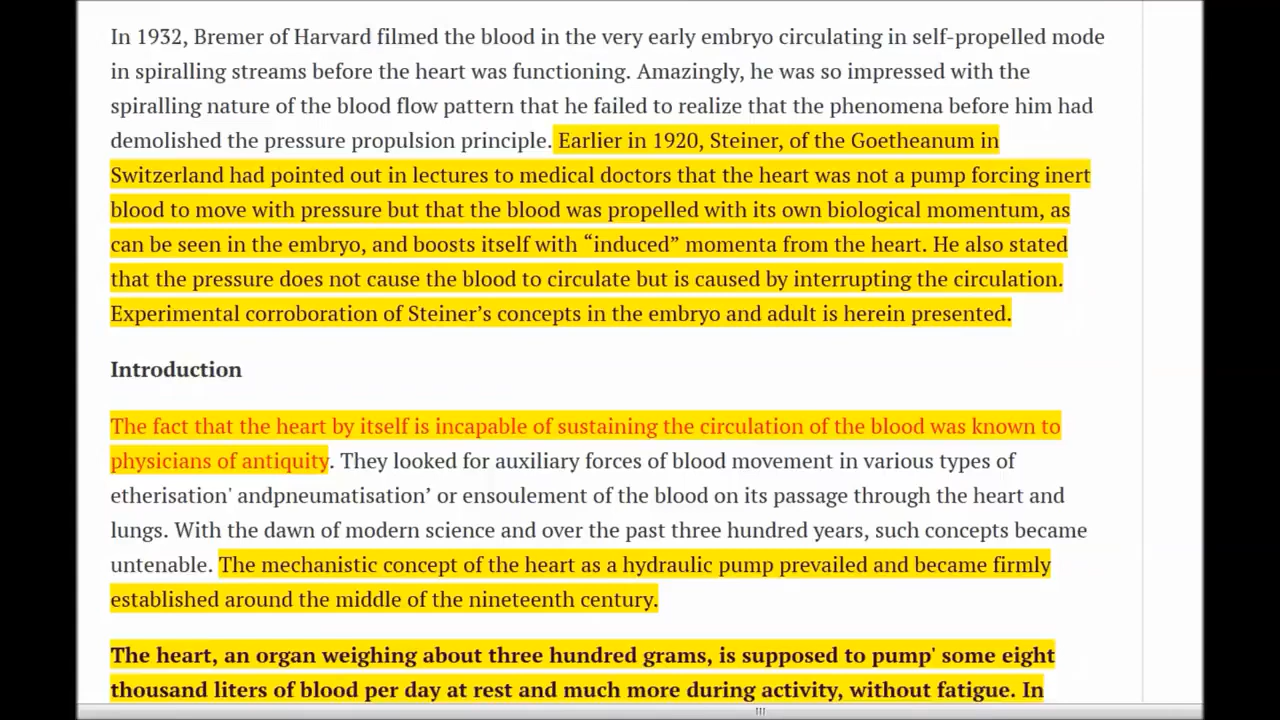 In 1932, Bremer of Harvard filmed the blood in the very early embryo circulating in self-propelled mode
in spiralling streams before the heart was functioning. Amazingly, he was so impressed with the
spiralling nature of the blood flow pattern that he failed to realize that the phenomena before him had
demolished the pressure propulsion principle. Earlier in 1920, Steiner, of the Goetheanum in
Switzerland had pointed out in lectures to medical doctors that the heart was not a pump forcing inert
blood to move with pressure but that the blood was propelled with its own biological momentum, as
can be seen in the embryo, and boosts itself with “induced” momenta from the heart. He also stated
that the pressure does not cause the blood to circulate but is caused by interrupting the circulation.
Experimental corroboration of Steiner’s concepts in the embryo and adult is herein presented.
Introduction
The fact that the heart by itself is incapable of sustaining the circulation of the blood was known to
physicians of antiquity. They looked for auxiliary forces of blood movement in various types of
etherisation' andpneumatisation’ or ensoulement of the blood on its passage through the heart and
lungs. With the dawn of modern science and over the past three hundred years, such concepts became
untenable. The mechanistic concept of the heart as a hydraulic pump prevailed and became firmly
established around the middle of the nineteenth century.
The heart, an organ weighing about three hundred grams, is supposed to pump' some eight
thousand liters of blood per day at rest and much more during activity, without fatigue. In